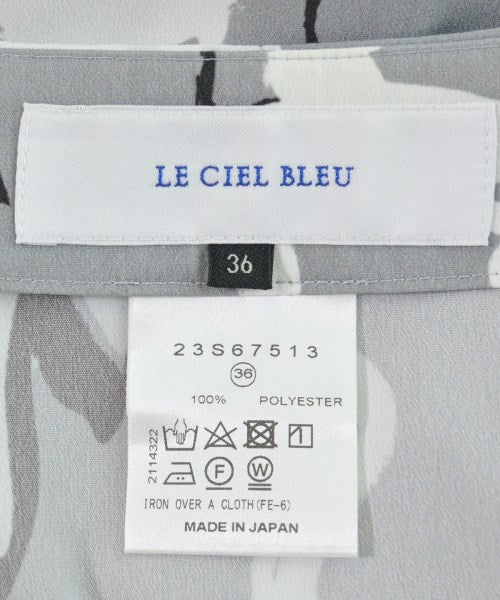 LE CIEL BLEU
36
23S67513
36
100% POLYESTER
2114322
F W
IRON OVER A CLOTH(FE-6)
MADE IN JAPAN